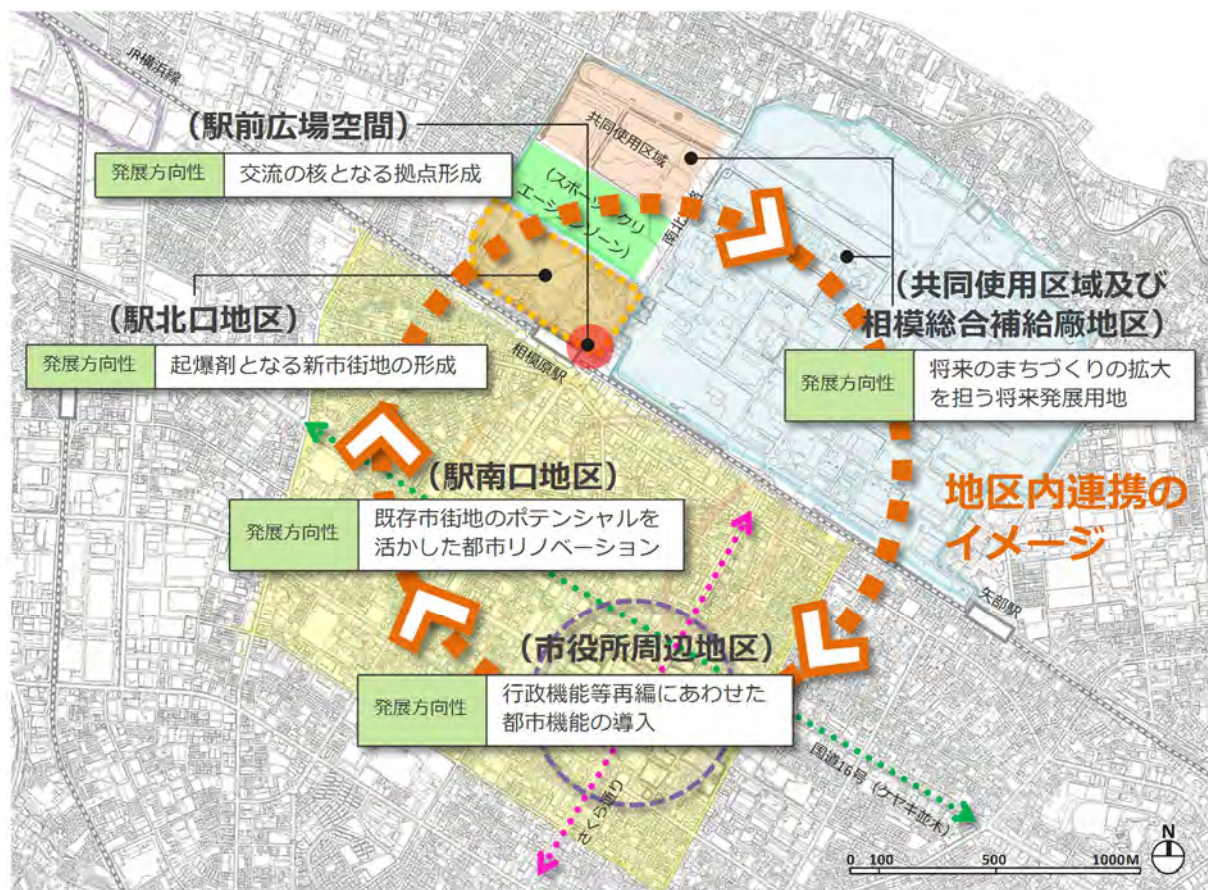 JR横浜線
(駅前広場空間)
発展方向性
交流の核となる拠点形成
共同使用区域
(スポーツ・レクリ
エーションゾーン)
(駅北口地区)
発展方向性
起爆剤となる新市街地の形成
相模原駅
(共同使用区域及び
相模総合補給廠地区)
発展方向性
将来のまちづくりの拡大
を担う将来発展用地
(駅南口地区)
発展方向性
既存市街地のポテンシャルを
活かした都市リノベーション
地区内連携の
イメージ
矢部駅
(市役所周辺地区)
発展方向性
行政機能等再編にあわせた
都市機能の導入
国道16号(ケヤキ並木)
さくら通り
N
0 100 500 1000M